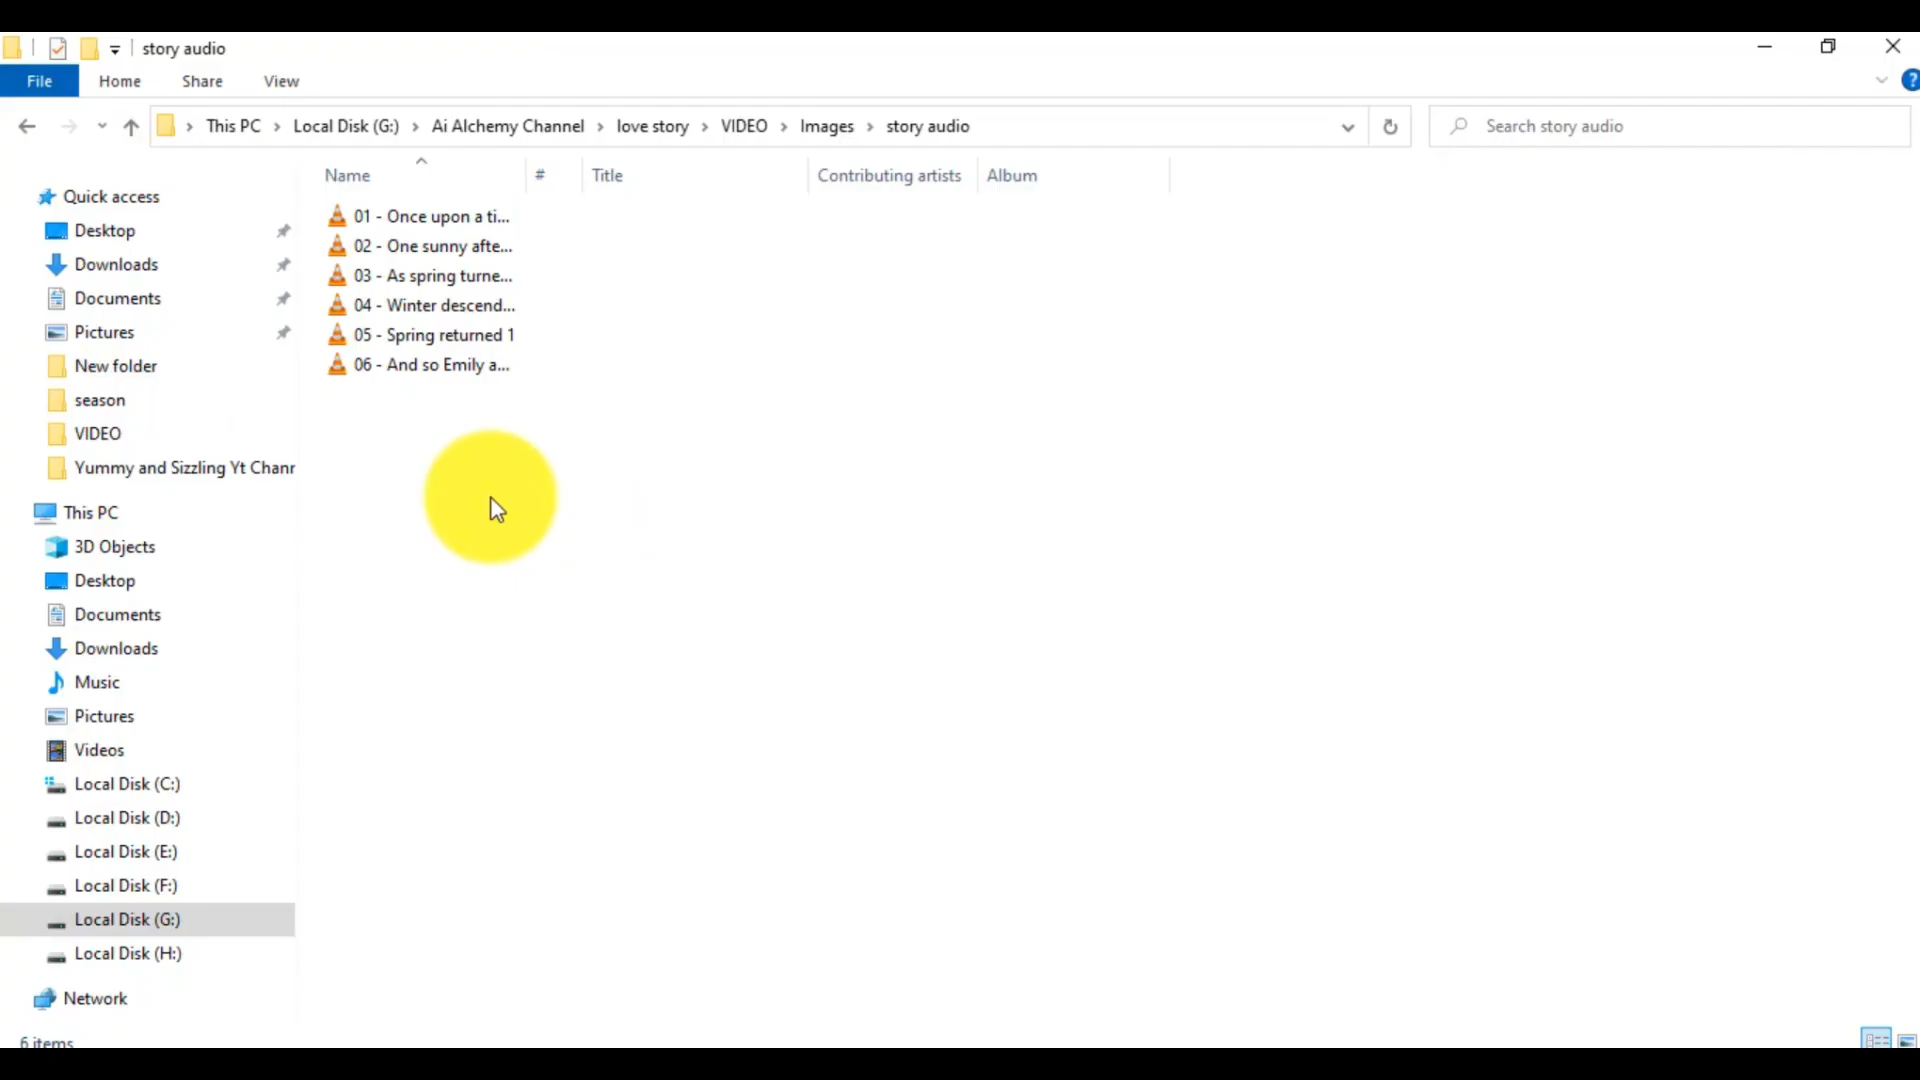 story audio
File Home Share View
This PC Local Disk (G:) Ai Alchemy Channel love story VIDEO Images story audio
Search story audio
Name # Title Contributing artists Album
01 - Once upon a ti...
02 - One sunny afte...
03 - As spring turne...
04 - Winter descend...
05 - Spring returned 1
06 - And so Emily a...
Quick access
Desktop
Downloads
Documents
Pictures
New folder
season
VIDEO
Yummy and Sizzling Yt Chanr
This PC
3D Objects
Desktop
Documents
Downloads
Music
Pictures
Videos
Local Disk (C:)
Local Disk (D:)
Local Disk (E:)
Local Disk (F:)
Local Disk (G:)
Local Disk (H:)
Network
6 items